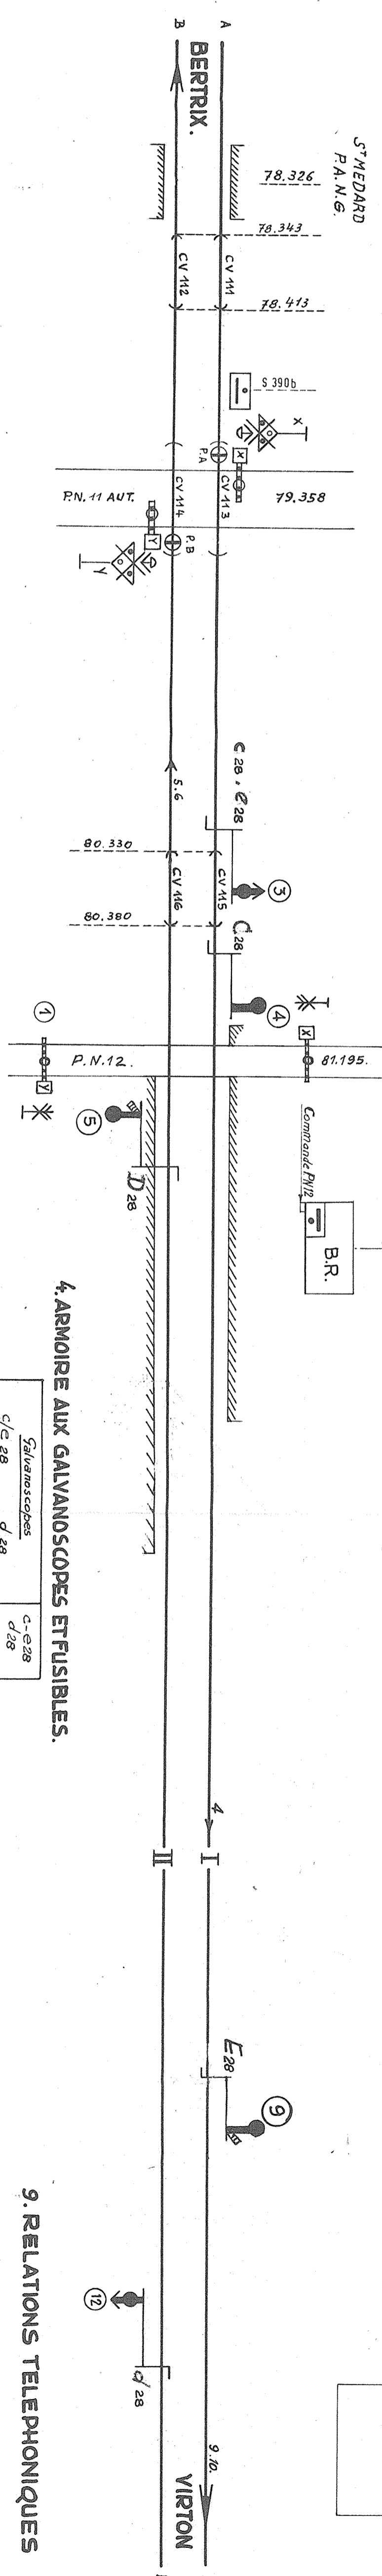 A
B
BERTRIX.
ST MEDARD
P.A.N.G.
78.326
78.343
CV 111
CV 112
78.413
S 390b
X
X
P.A
CV 113
79.358
P.N. 11 AUT.
CV 114
P.B
Y
Y
5.6
c 28 . e 28
3
80.330
CV 115
CV 116
80.380
C 28
4
1
X
81.195.
P.N.12.
Y
5
D 28
Commande PN12
B.R.
4. ARMOIRE AUX GALVANOSCOPES ET FUSIBLES.
Galvanoscopes
c/e 28 d 28
c-e 28
d 28
4
I
II
E 28
9
9. RELATIONS TELEPHONIQUES
12
d 28
9.10.
VIRTON